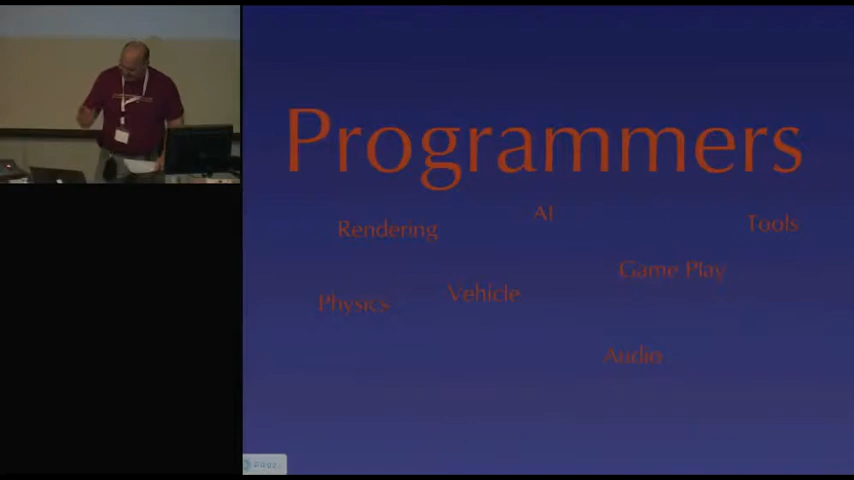 Programmers
AI
Rendering
Tools
Game Play
Vehicle
Physics
Audio